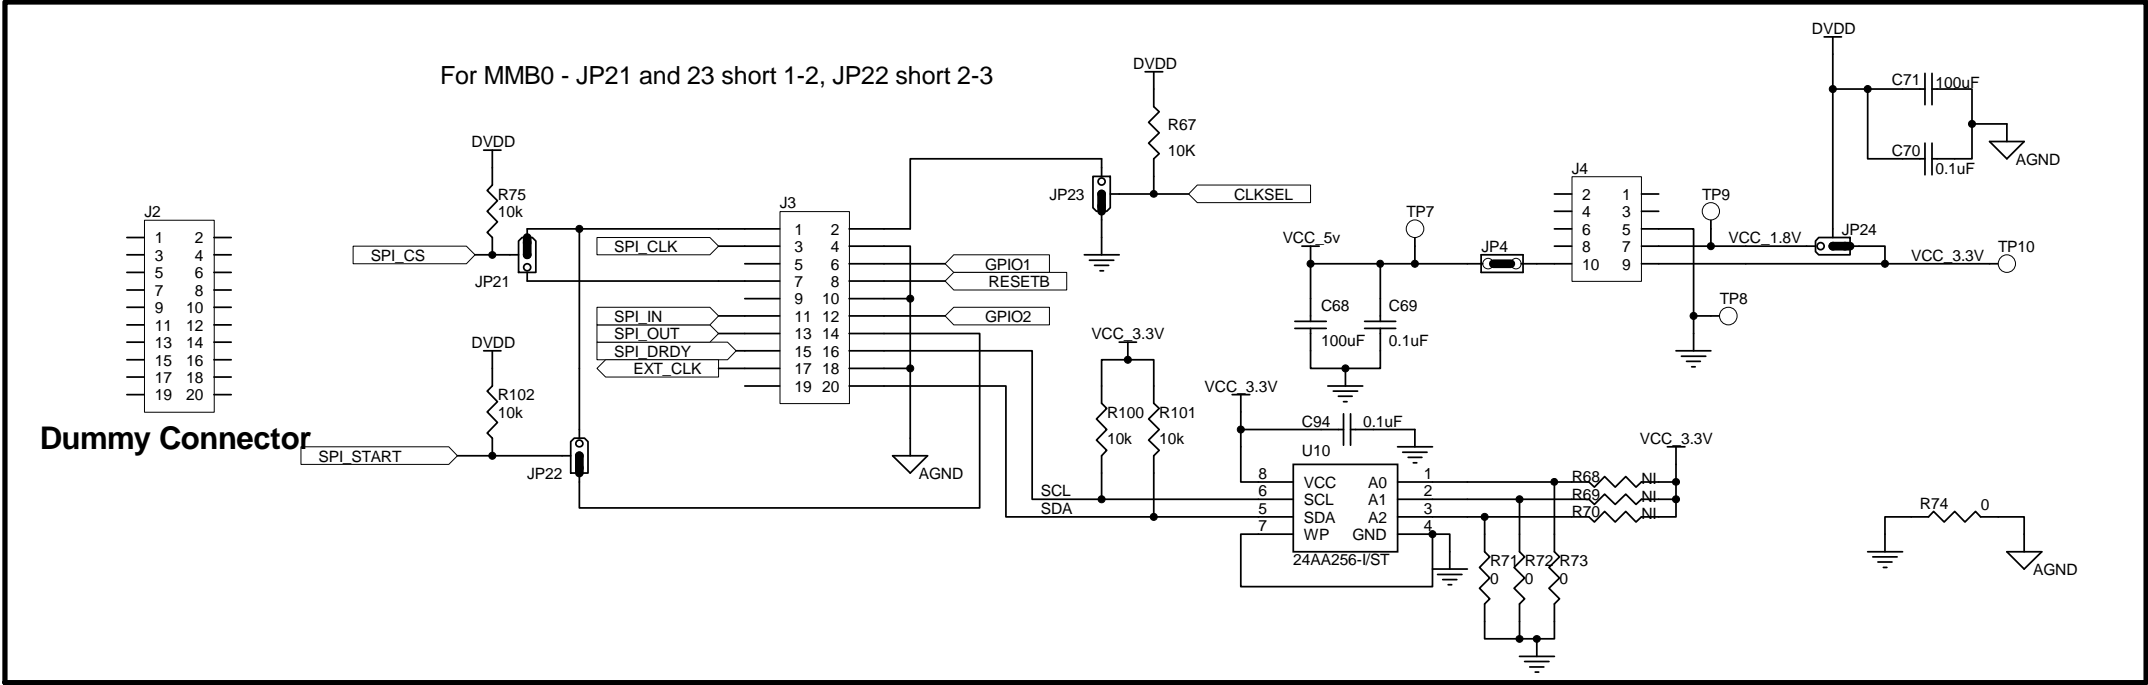 For MMB0 - JP21 and 23 short 1-2, JP22 short 2-3
J2
1 2
3 4
5 6
7 8
9 10
11 12
13 14
15 16
17 18
19 20
Dummy Connector
DVDD
R75
10k
SPI_CS
JP21
DVDD
R102
10k
SPI_START
JP22
J3
1 2
3 4
5 6
7 8
9 10
11 12
13 14
15 16
17 18
19 20
SPI_CLK
SPI_IN
SPI_OUT
SPI_DRDY
EXT_CLK
GPIO1
RESETB
GPIO2
AGND
DVDD
R67
10K
JP23
CLKSEL
VCC_3.3V
R100
10k
R101
10k
SCL
SDA
VCC_5v
TP7
C68
100uF
C69
0.1uF
JP4
J4
2 1
4 3
6 5
8 7
10 9
TP9
VCC_1.8V
JP24
VCC_3.3V
TP10
TP8
DVDD
C71
100uF
C70
0.1uF
AGND
VCC_3.3V
C94
0.1uF
U10
8 VCC A0 1
6 SCL A1 2
5 SDA A2 3
7 WP GND 4
24AA256-I/ST
VCC_3.3V
R68 NI
R69 NI
R70 NI
R71
0
R72
0
R73
0
R74 0
AGND